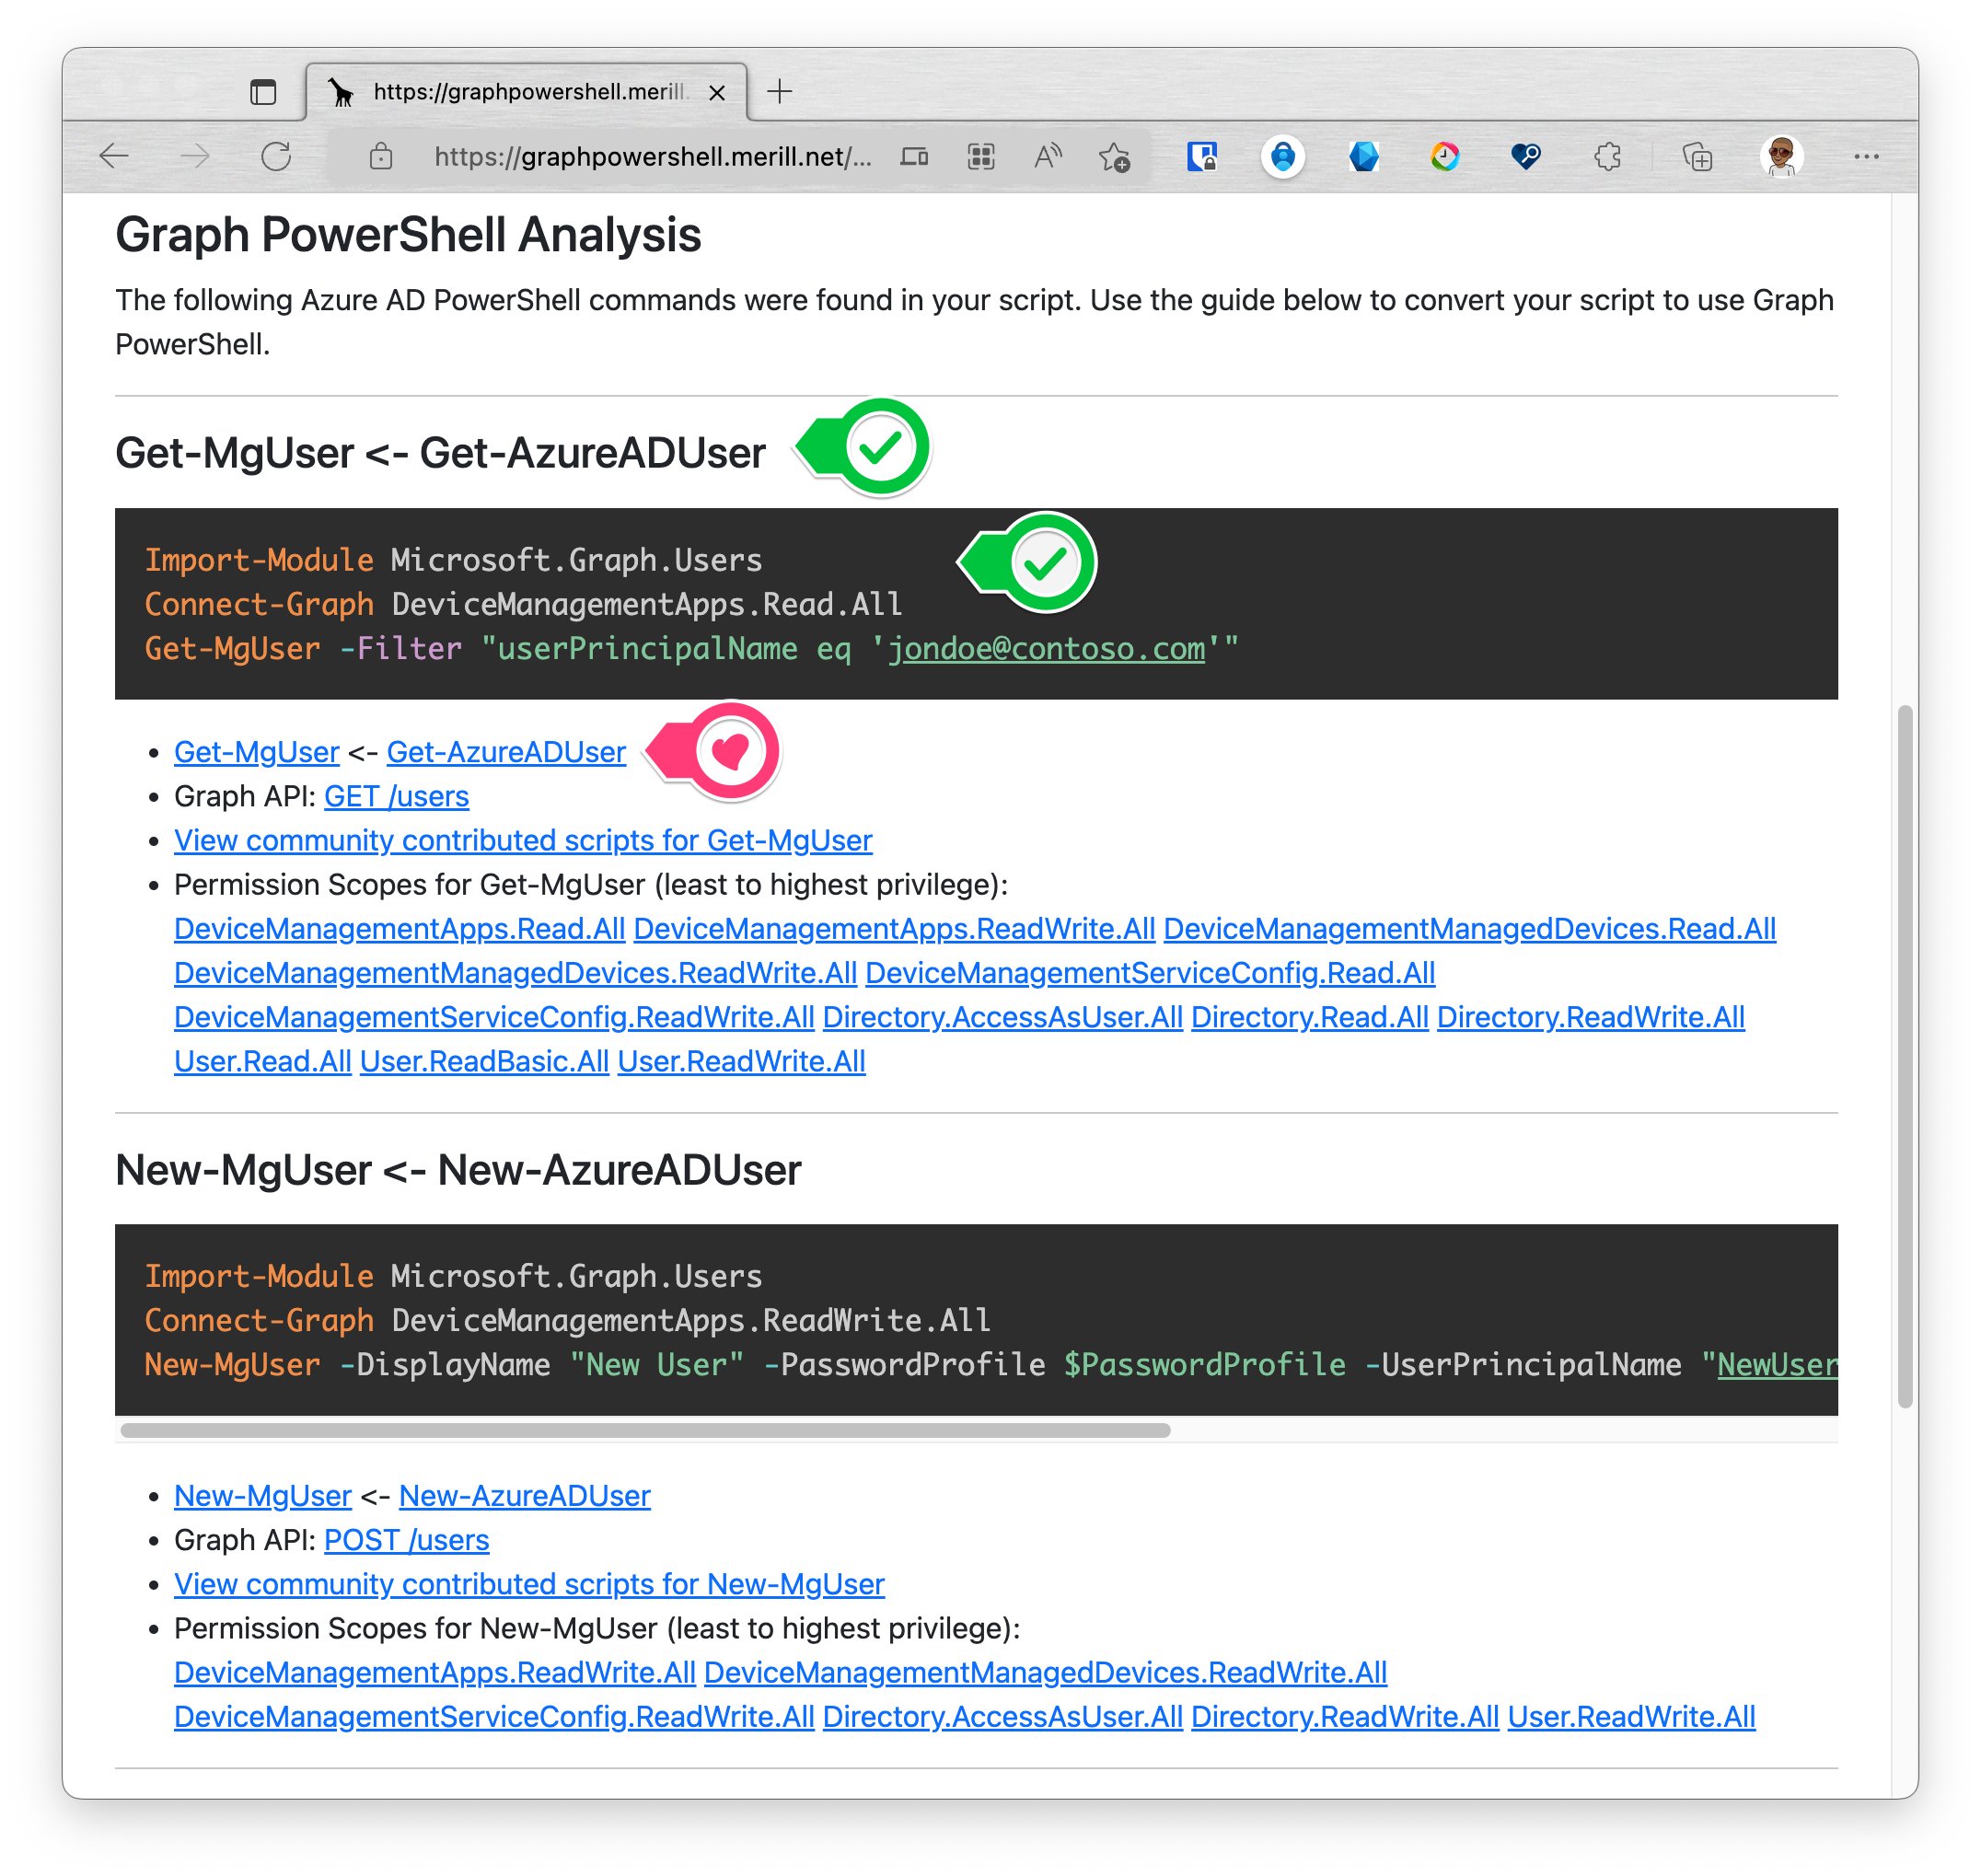 https://graphpowershell.merill.
https://graphpowershell.merill.net/...
Graph PowerShell Analysis
The following Azure AD PowerShell commands were found in your script. Use the guide below to convert your script to use Graph
PowerShell.
Get-MgUser <- Get-AzureADUser
Import-Module Microsoft.Graph.Users
Connect-Graph DeviceManagementApps.Read.All
Get-MgUser -Filter "userPrincipalName eq 'jondoe@contoso.com'"
• Get-MgUser <- Get-AzureADUser
• Graph API: GET /users
• View community contributed scripts for Get-MgUser
• Permission Scopes for Get-MgUser (least to highest privilege):
DeviceManagementApps.Read.All DeviceManagementApps.ReadWrite.All DeviceManagementManagedDevices.Read.All
DeviceManagementManagedDevices.ReadWrite.All DeviceManagementServiceConfig.Read.All
DeviceManagementServiceConfig.ReadWrite.All Directory.AccessAsUser.All Directory.Read.All Directory.ReadWrite.All
User.Read.All User.ReadBasic.All User.ReadWrite.All
New-MgUser <- New-AzureADUser
Import-Module Microsoft.Graph.Users
Connect-Graph DeviceManagementApps.ReadWrite.All
New-MgUser -DisplayName "New User" -PasswordProfile $PasswordProfile -UserPrincipalName "NewUser
• New-MgUser <- New-AzureADUser
• Graph API: POST /users
• View community contributed scripts for New-MgUser
• Permission Scopes for New-MgUser (least to highest privilege):
DeviceManagementApps.ReadWrite.All DeviceManagementManagedDevices.ReadWrite.All
DeviceManagementServiceConfig.ReadWrite.All Directory.AccessAsUser.All Directory.ReadWrite.All User.ReadWrite.All